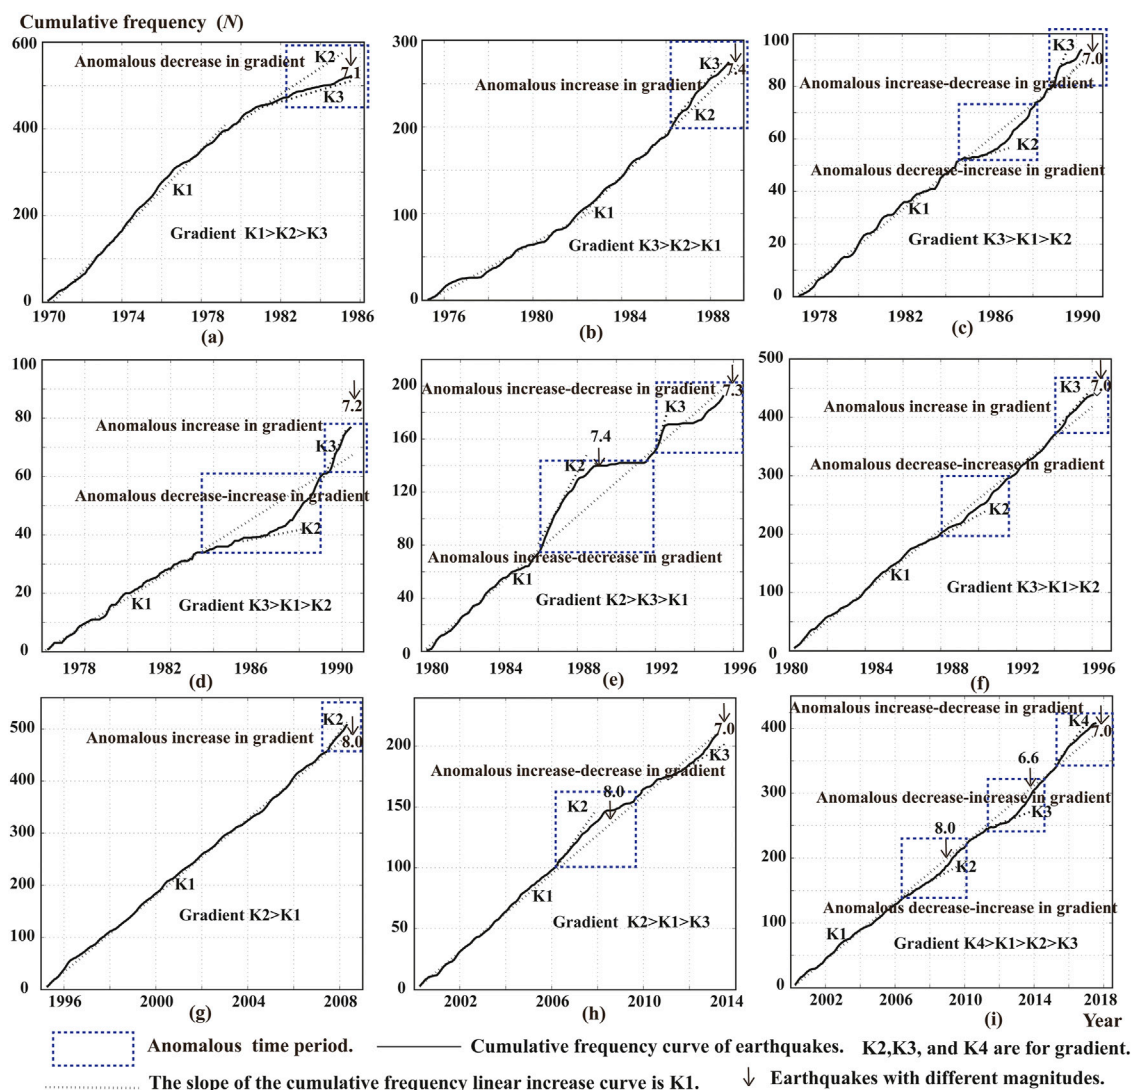 Cumulative frequency (N)
600
500
400
300
200
100
0
Anomalous decrease in gradient
K2
7.1
K3
K1
Gradient K1>K2>K3
1970 1974 1978 1982 1986
(a)
300
200
100
0
Anomalous increase in gradient
K3
7.4
K2
K1
Gradient K3>K2>K1
1976 1980 1984 1988
(b)
100
80
60
40
20
0
K3
7.0
Anomalous increase-decrease in gradient
K2
Anomalous decrease-increase in gradient
K1
Gradient K3>K1>K2
1978 1982 1986 1990
(c)
100
80
60
40
20
0
7.2
Anomalous increase in gradient
K3
Anomalous decrease-increase in gradient
K2
K1
Gradient K3>K1>K2
1978 1982 1986 1990
(d)
200
160
120
80
40
0
Anomalous increase-decrease in gradient
7.3
K3
7.4
K2
Anomalous increase-decrease in gradient
K1
Gradient K2>K3>K1
1980 1984 1988 1992 1996
(e)
500
400
300
200
100
0
K3
7.0
Anomalous increase in gradient
Anomalous decrease-increase in gradient
K2
K1
Gradient K3>K1>K2
1980 1984 1988 1992 1996
(f)
500
400
300
200
100
0
K2
Anomalous increase in gradient
8.0
K1
Gradient K2>K1
1996 2000 2004 2008
(g)
200
150
100
50
0
7.0
K3
Anomalous increase-decrease in gradient
K2
8.0
K1
Gradient K2>K1>K3
2002 2006 2010 2014
(h)
400
300
200
100
0
Anomalous increase-decrease in gradient
K4
7.0
6.6
Anomalous decrease-increase in gradient
K3
8.0
K2
Anomalous decrease-increase in gradient
K1
Gradient K4>K1>K2>K3
2002 2006 2010 2014 2018
(i)
Year
Anomalous time period.
Cumulative frequency curve of earthquakes.
K2,K3, and K4 are for gradient.
The slope of the cumulative frequency linear increase curve is K1.
Earthquakes with different magnitudes.